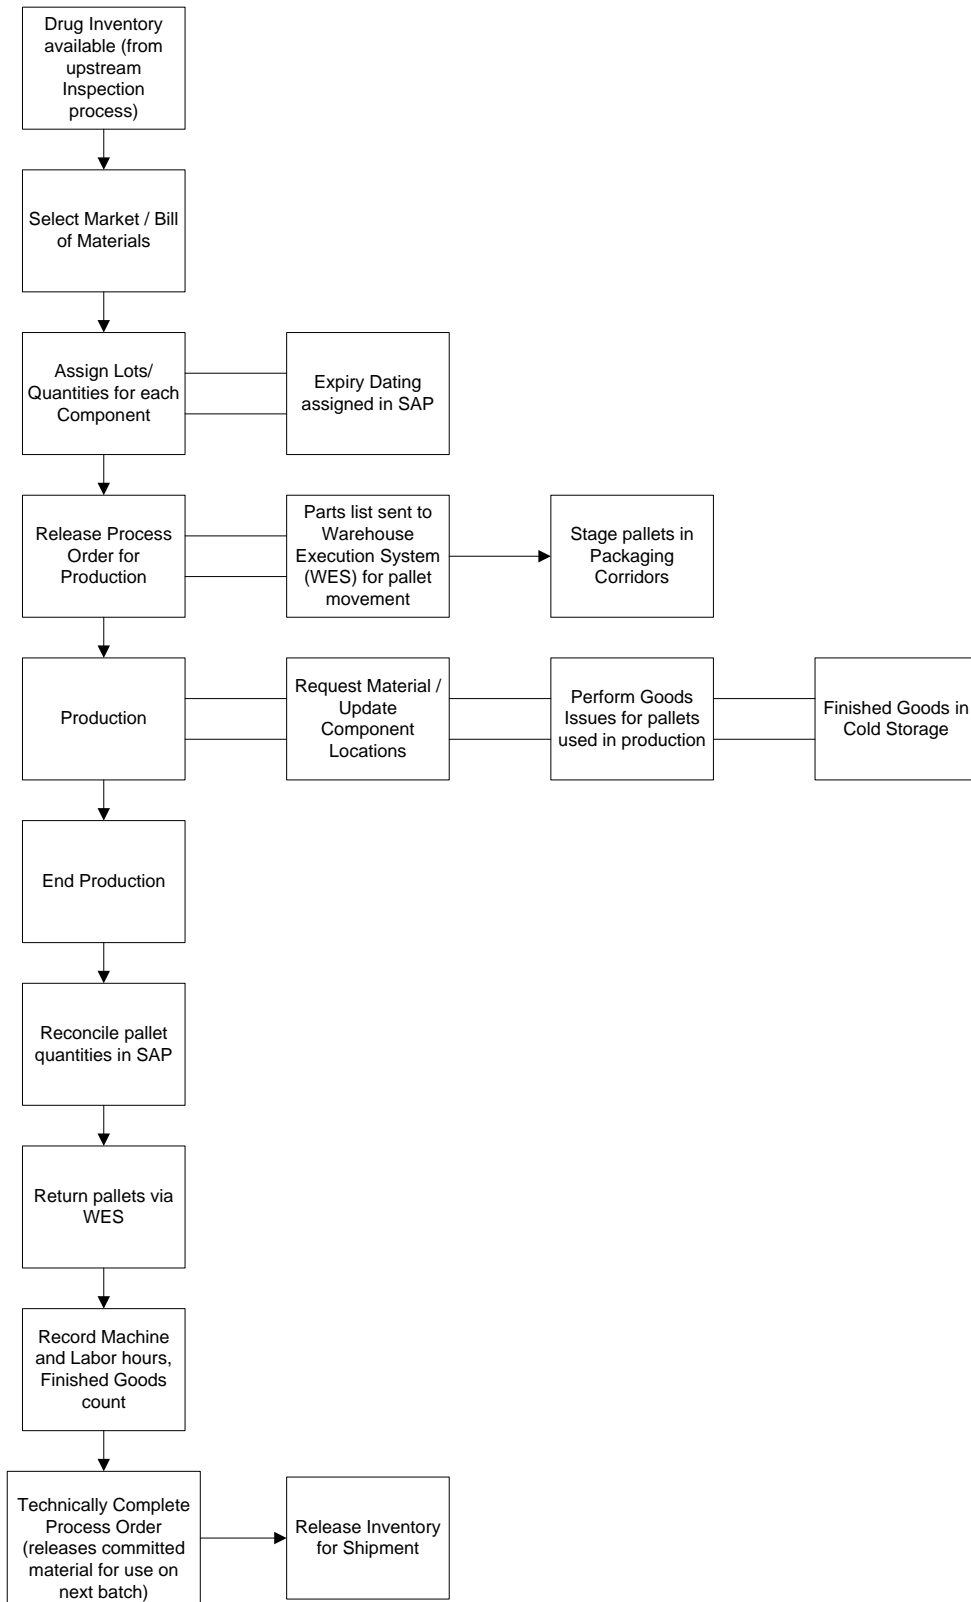 Drug Inventory
available (from
upstream
Inspection
process)
Select Market / Bill
of Materials
Assign Lots/
Quantities for each
Component
Expiry Dating
assigned in SAP
Release Process
Order for
Production
Parts list sent to
Warehouse
Execution System
(WES) for pallet
movement
Stage pallets in
Packaging
Corridors
Production
Request Material /
Update
Component
Locations
Perform Goods
Issues for pallets
used in production
Finished Goods in
Cold Storage
End Production
Reconcile pallet
quantities in SAP
Return pallets via
WES
Record Machine
and Labor hours,
Finished Goods
count
Technically Complete
Process Order
(releases committed
material for use on
next batch)
Release Inventory
for Shipment